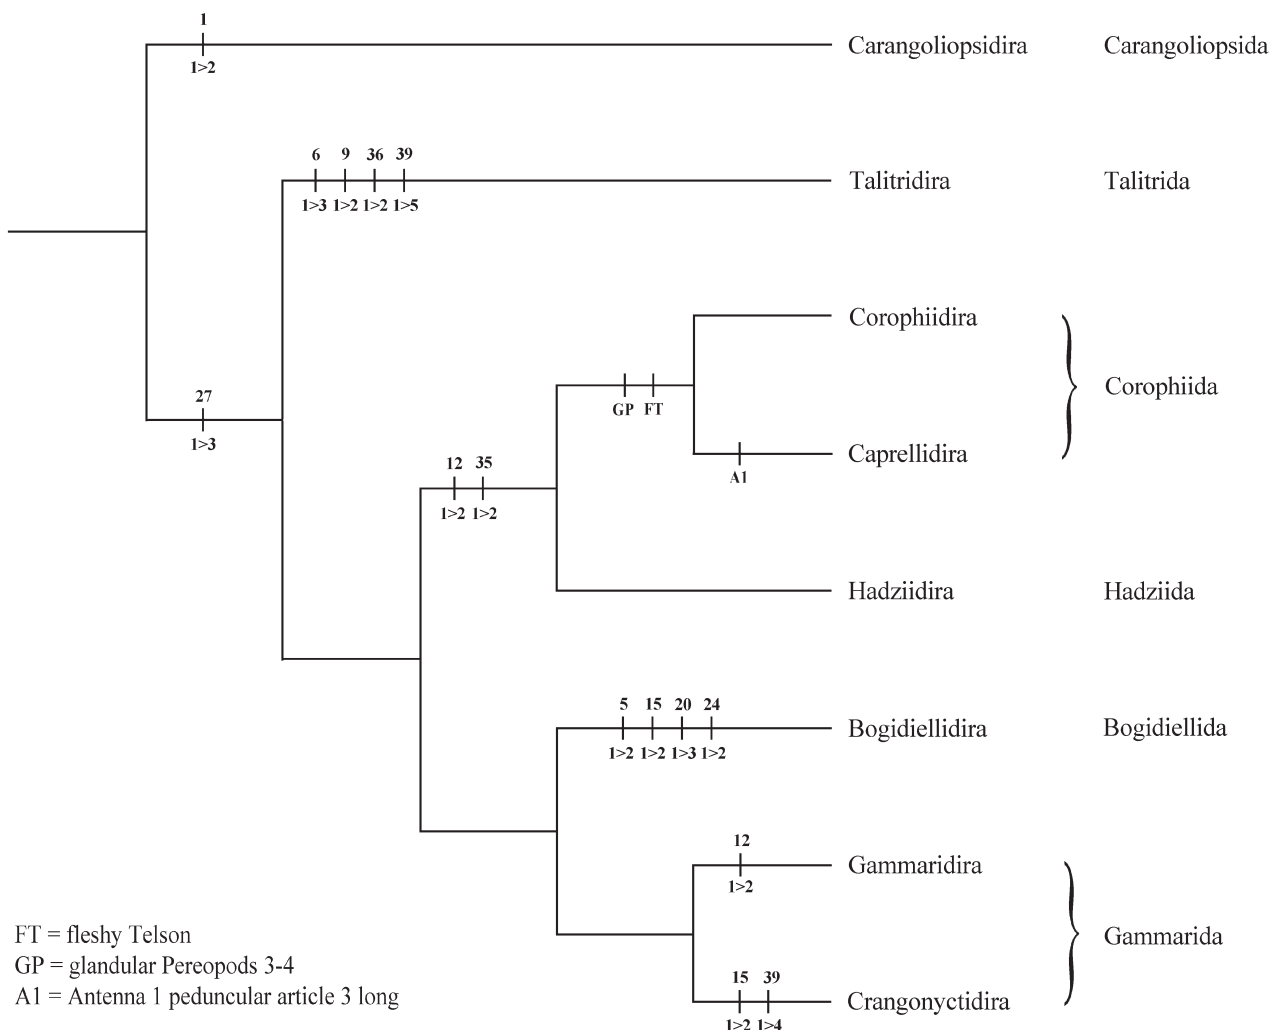 1
1>2
Carangoliopsidira Carangoliopsida
6 9 36 39
1>3 1>2 1>2 1>5
Talitridira Talitrida
Corophiidira
27
1>3
GP FT
Corophiida
12 35
1>2 1>2
Caprellidira
A1
Hadziidira Hadziida
5 15 20 24
1>2 1>2 1>3 1>2
Bogidiellidira Bogidiellida
12
1>2
Gammaridira
FT = fleshy Telson
GP = glandular Pereopods 3-4
A1 = Antenna 1 peduncular article 3 long
Gammarida
15 39
1>2 1>4
Crangonyctidira